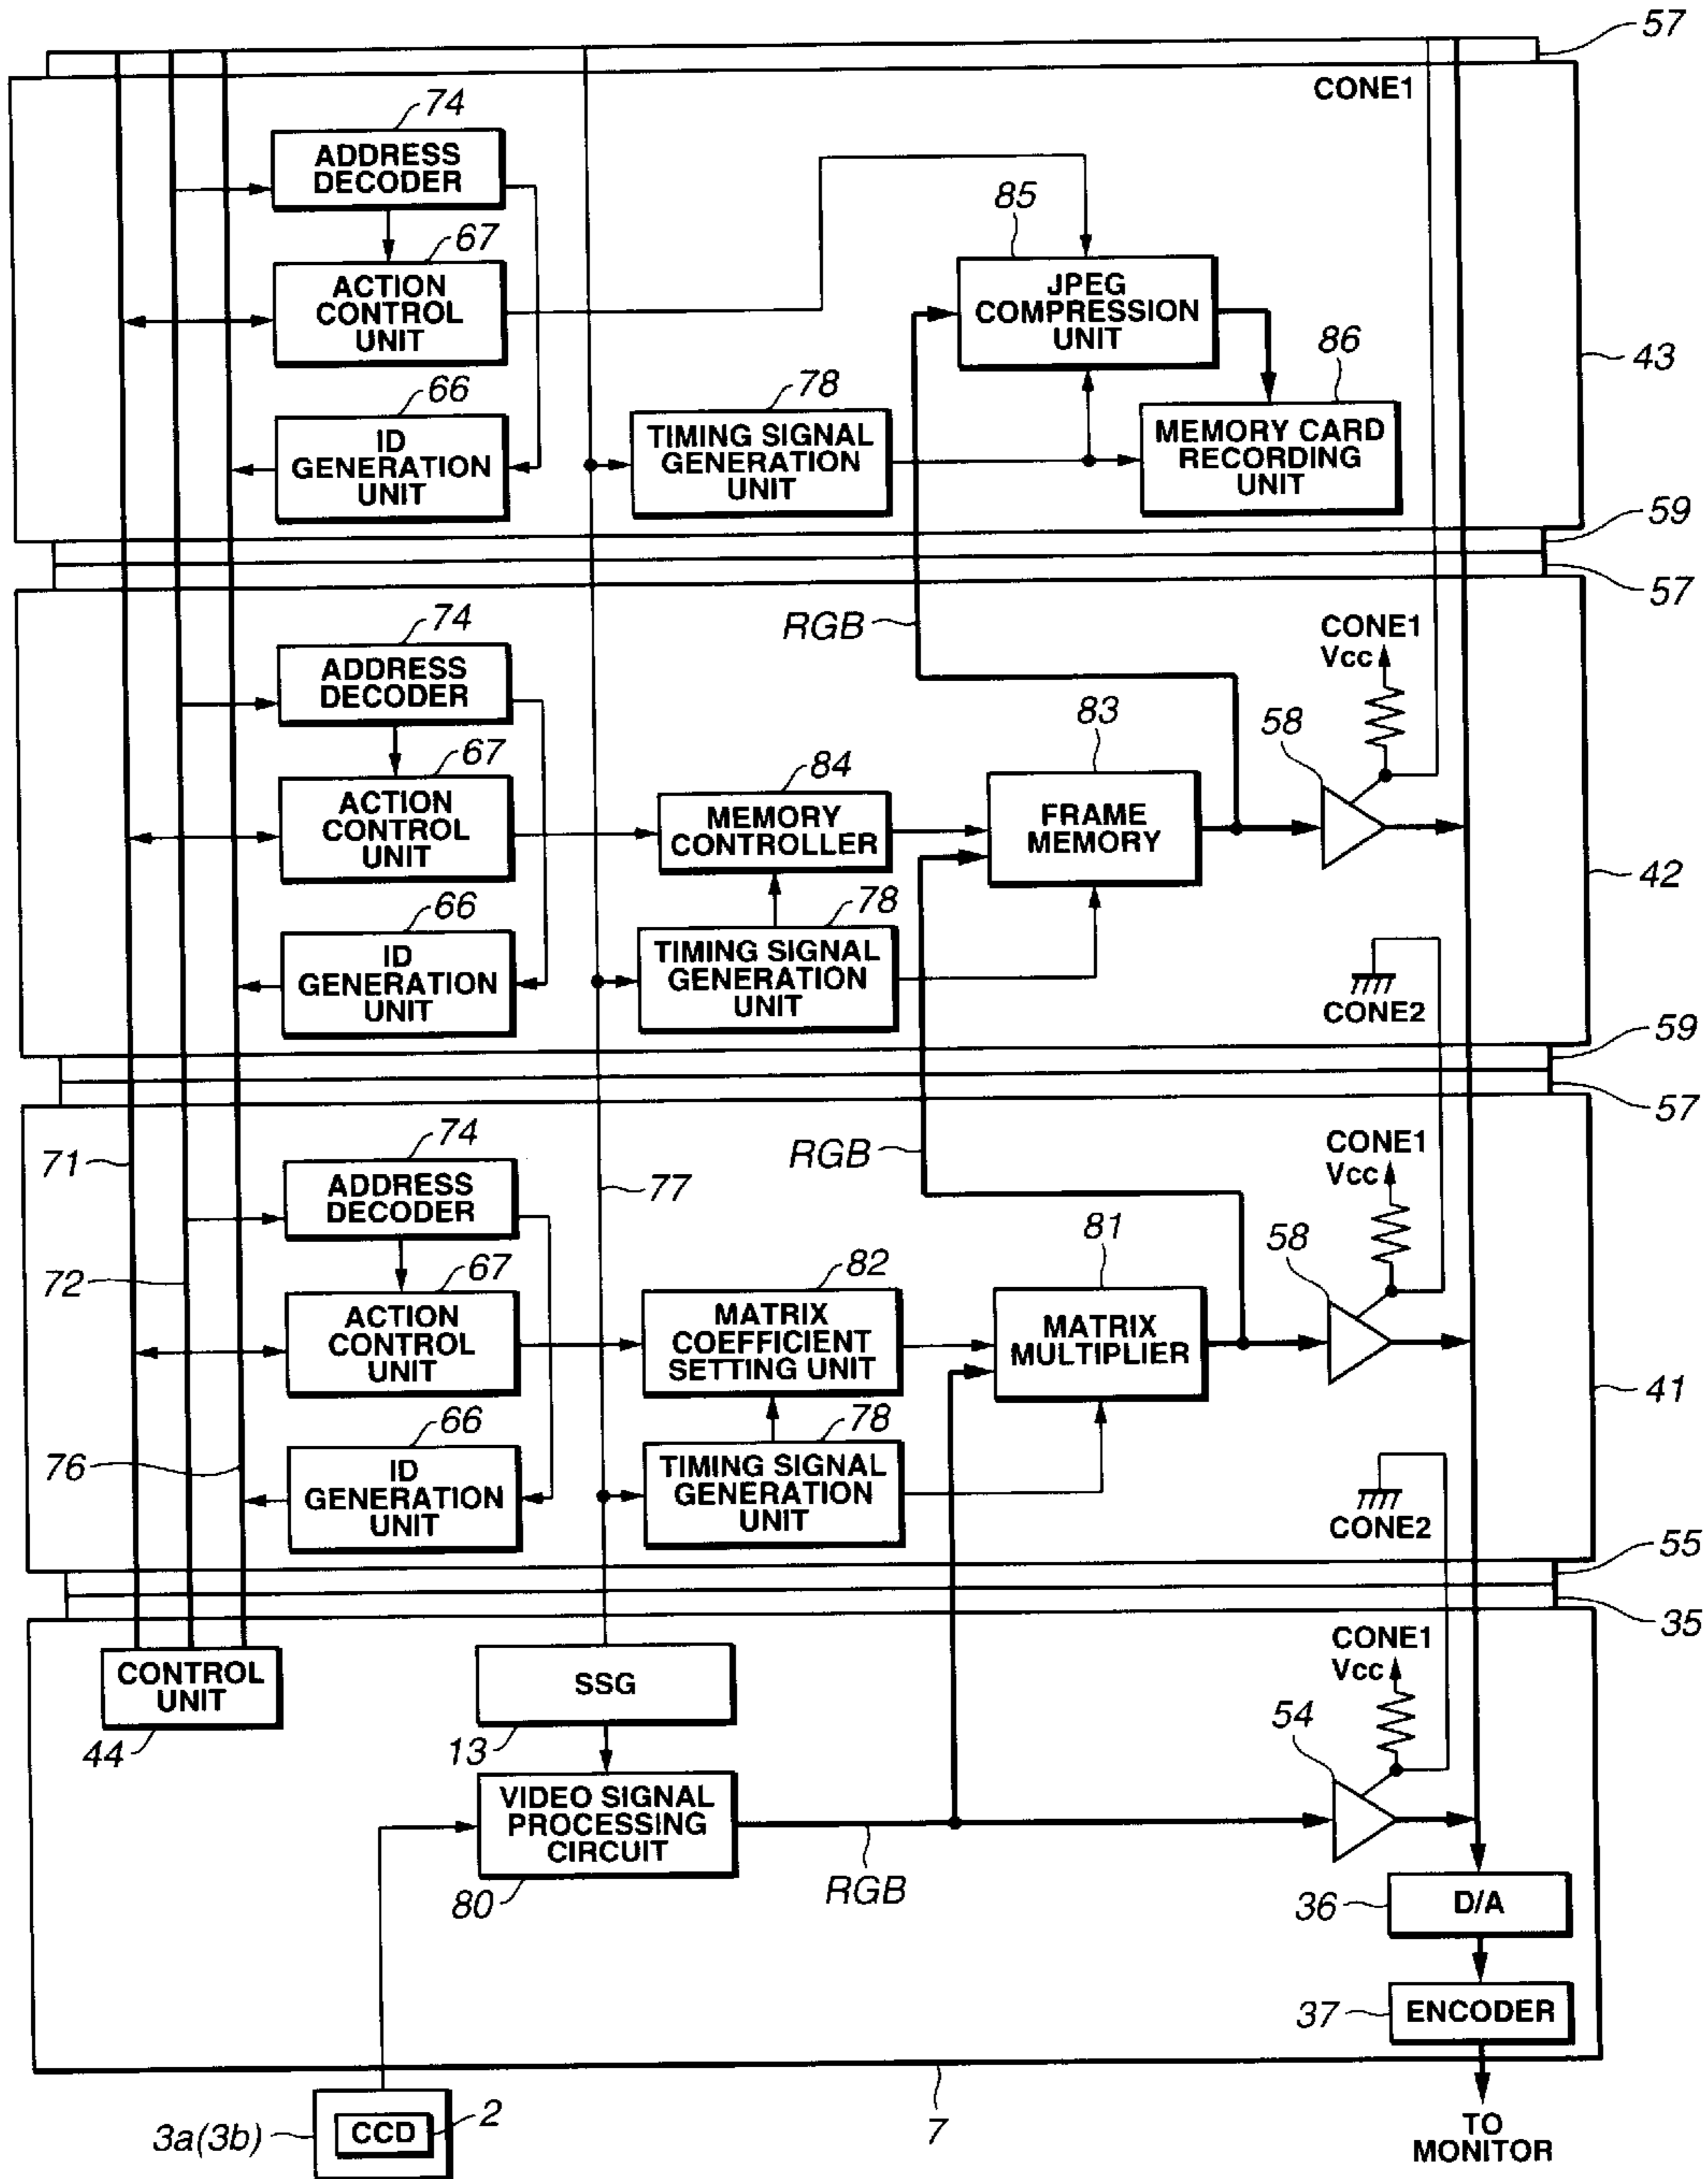 57
CONE1
74
ADDRESS
DECODER
67
ACTION
CONTROL
UNIT
85
JPEG
COMPRESSION
UNIT
86
MEMORY CARD
RECORDING
UNIT
43
66
ID
GENERATION
UNIT
78
TIMING SIGNAL
GENERATION
UNIT
59
57
RGB
CONE1
Vcc
74
ADDRESS
DECODER
67
ACTION
CONTROL
UNIT
84
MEMORY
CONTROLLER
83
FRAME
MEMORY
58
42
66
ID
GENERATION
UNIT
78
TIMING SIGNAL
GENERATION
UNIT
CONE2
59
57
71
74
ADDRESS
DECODER
77
RGB
CONE1
Vcc
72
67
ACTION
CONTROL
UNIT
82
MATRIX
COEFFICIENT
SETTING UNIT
81
MATRIX
MULTIPLIER
58
41
76
66
ID
GENERATION
UNIT
78
TIMING SIGNAL
GENERATION
UNIT
CONE2
55
35
CONTROL
UNIT
44
SSG
13
CONE1
Vcc
54
VIDEO SIGNAL
PROCESSING
CIRCUIT
80
RGB
36
D/A
37
ENCODER
3a(3b)
CCD
2
7
TO
MONITOR